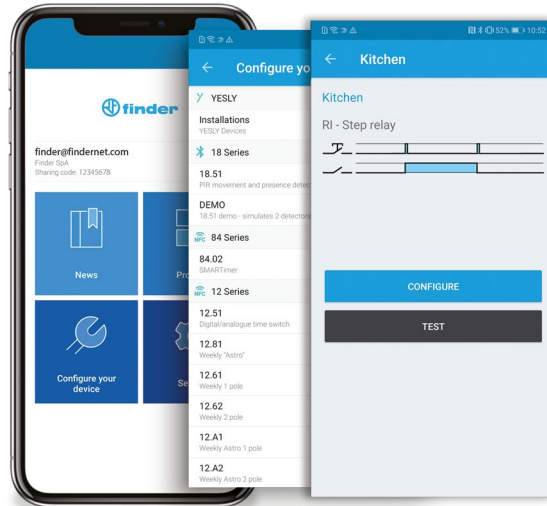 finder
finder@findernet.com
Finder SpA
Sharing code: 12345678
News
Configure your
device
Configure yo
YESLY
Installations
YESLY Devices
18 Series
18.51
PIR movement and presence detec
DEMO
18.51 demo - simulates 2 detectors
NFC
84 Series
84.02
SMARTimer
NFC
12 Series
12.51
Digital/analogue time switch
12.81
Weekly "Astro"
12.61
Weekly 1 pole
12.62
Weekly 2 pole
12.A1
Weekly Astro 1 pole
12.A2
Weekly Astro 2 pole
52% 10:52
Kitchen
Kitchen
RI - Step relay
CONFIGURE
TEST